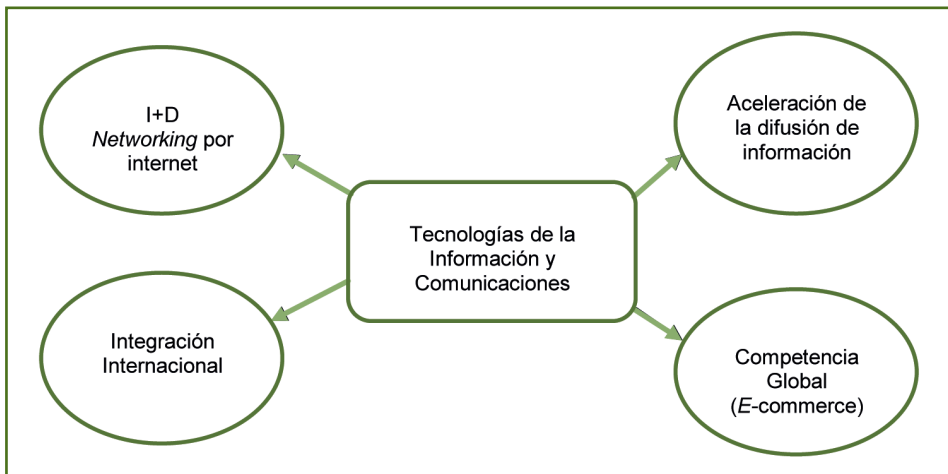 I+D
Networking por
internet
Aceleración de
la difusión de
información
Tecnologías de la
Información y
Comunicaciones
Integración
Internacional
Competencia
Global
(E-commerce)